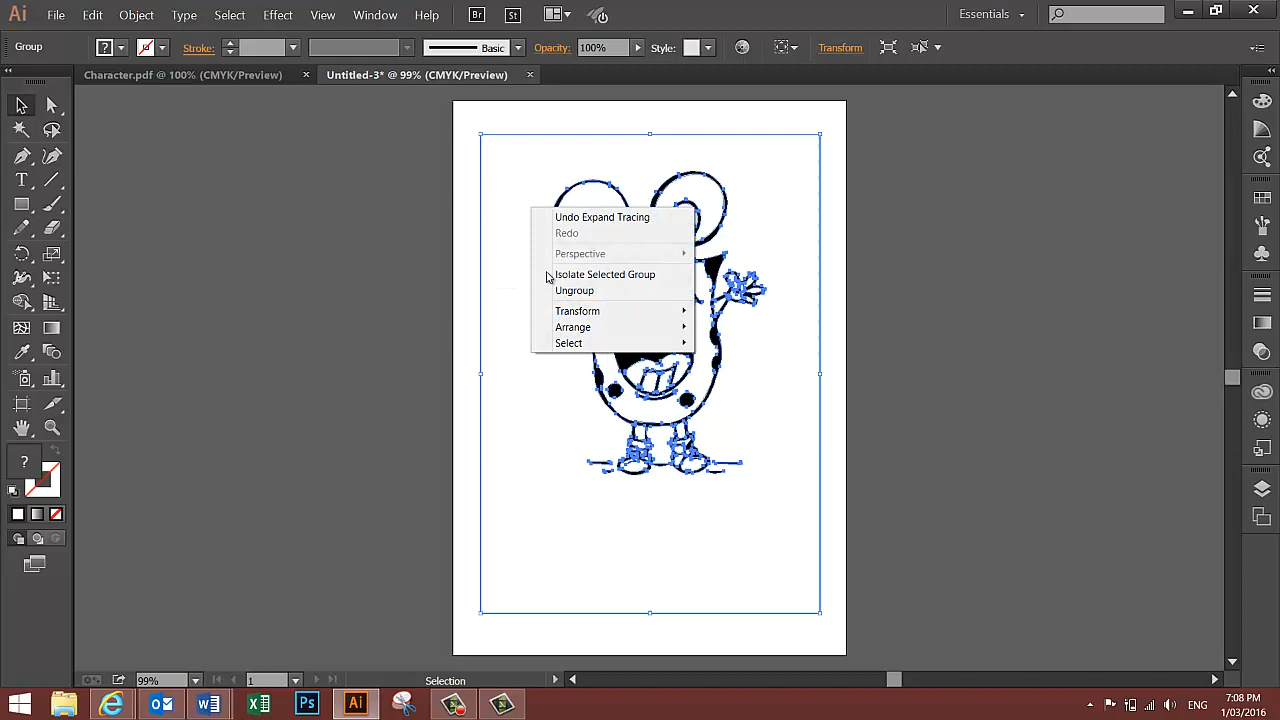 Ai File Edit Object Type Select Effect View Window Help Br St Essentials
Group ? Stroke: Basic Opacity: 100% Style: Transform
Character.pdf @ 100% (CMYK/Preview) × Untitled-3* @ 99% (CMYK/Preview) ×
Undo Expand Tracing
Redo
Perspective
Isolate Selected Group
Ungroup
Transform
Arrange
Select
T
?
99% 1 Selection
Ps Ai ENG
7:08 PM
1/03/2016